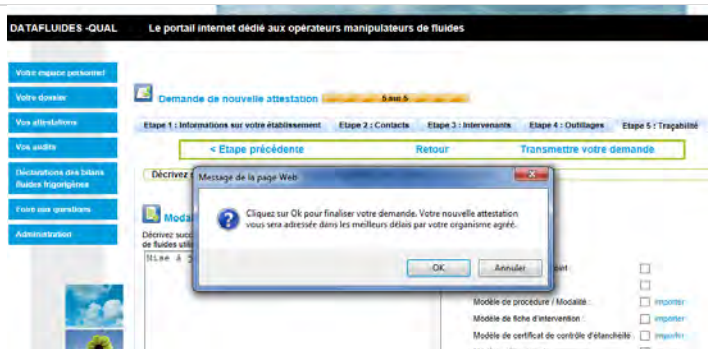 DATAFLUIDES -QUAL Le portail internet dédié aux opérateurs manipulateurs de fluides
Votre espace personnel
Votre dossier
Vos attestations
Vos audits
Déclarations des bilans
fluides frigorigènes
Foire aux questions
Administration
Demande de nouvelle attestation 5 sur 5
Etape 1 : Informations sur votre établissement Etape 2 : Contacts Etape 3 : Intervenants Etape 4 : Outillages Etape 5 : Traçabilité
< Etape précédente Retour Transmettre votre demande
Décrivez
Message de la page Web
Cliquez sur Ok pour finaliser votre demande. Votre nouvelle attestation
vous sera adressée dans les meilleurs délais par votre organisme agréé.
OK Annuler
Modal
Décrivez succ
de fluides utili
Mise à j
Modèle de procédure / Modalité : importer
Modèle de fiche d'intervention : importer
Modèle de certificat de contrôle d'étanchéité : importer